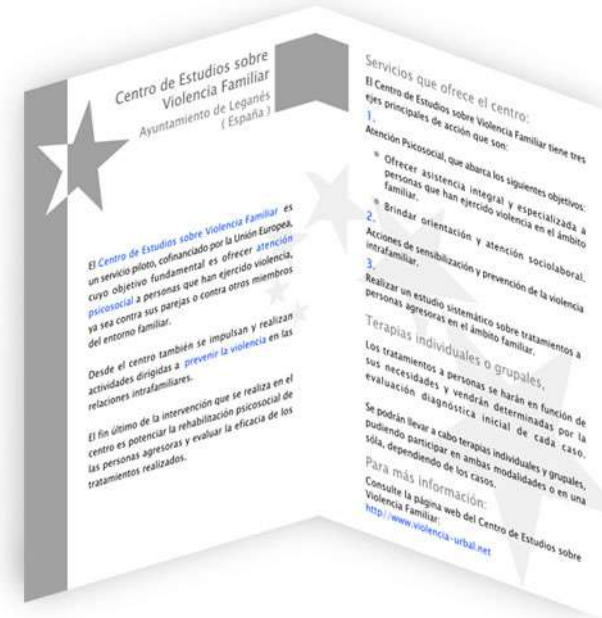 Centro de Estudios sobre
Violencia Familiar
Ayuntamiento de Leganés
( España )
El Centro de Estudios sobre Violencia Familiar es
un servicio piloto, cofinanciado por la Unión Europea,
cuyo objetivo fundamental es ofrecer atención
psicosocial a personas que han ejercido violencia,
ya sea contra sus parejas o contra otros miembros
del entorno familiar.
Desde el centro también se impulsan y realizan
actividades dirigidas a prevenir la violencia en las
relaciones intrafamiliares.
El fin último de la intervención que se realiza en el
centro es potenciar la rehabilitación psicosocial de
las personas agresoras y evaluar la eficacia de los
tratamientos realizados.
Servicios que ofrece el centro:
El Centro de Estudios sobre Violencia Familiar tiene tres
ejes principales de acción que son:
1.
Atención Psicosocial, que abarca los siguientes objetivos:
• Ofrecer asistencia integral y especializada a
personas que han ejercido violencia en el ámbito
familiar.
• Brindar orientación y atención sociolaboral.
2.
Acciones de sensibilización y prevención de la violencia
intrafamiliar.
3.
Realizar un estudio sistemático sobre tratamientos a
personas agresoras en el ámbito familiar.
Terapias individuales o grupales.
Los tratamientos a personas se harán en función de
sus necesidades y vendrán determinadas por la
evaluación diagnóstica inicial de cada caso.
Se podrán llevar a cabo terapias individuales y grupales,
pudiendo participar en ambas modalidades o en una
sóla, dependiendo de los casos.
Para más información:
Consulte la página web del Centro de Estudios sobre
Violencia Familiar:
http//www.violencia-urbal.net